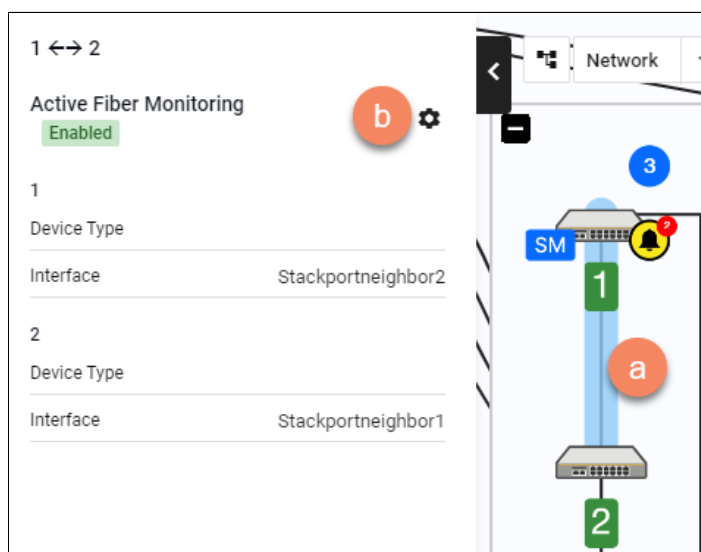 1 ←→ 2
Active Fiber Monitoring
Enabled
b
1
Device Type
Interface Stackportneighbor2
2
Device Type
Interface Stackportneighbor1
Network
3
2
SM
1
a
2